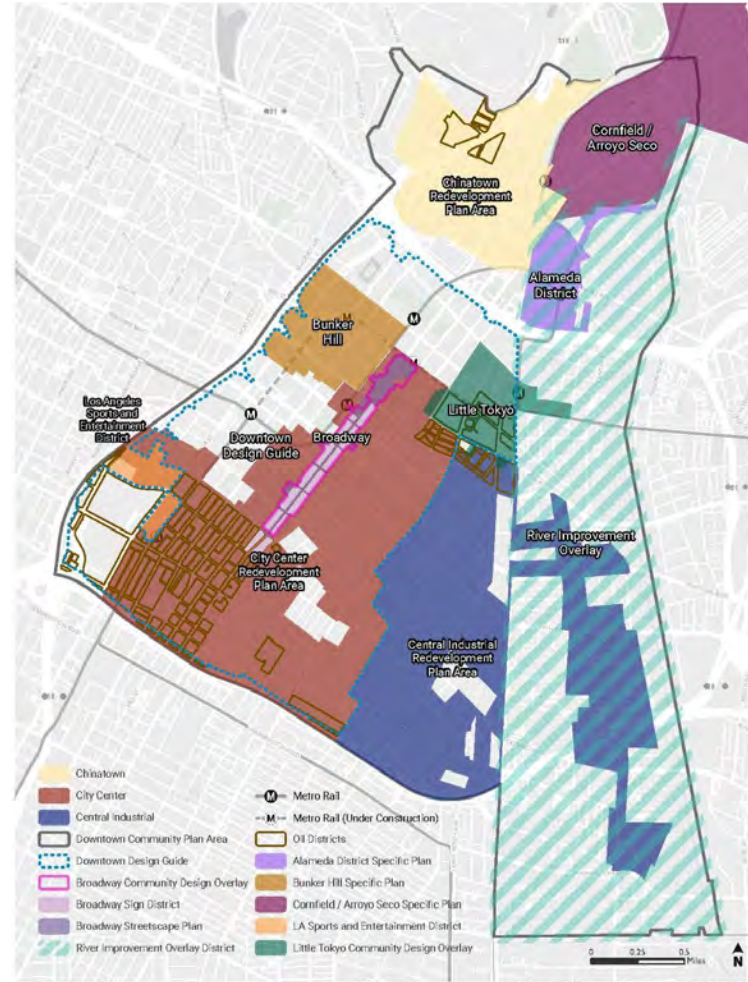 Cornfield /
Arroyo Seco
Chinatown
Redevelopment
Plan Area
Alameda
District
Bunker
Hill
Los Angeles
Sports and
Entertainment
District
Little Tokyo
Downtown
Design Guide
Broadway
River Improvement
Overlay
City Center
Redevelopment
Plan Area
Central Industrial
Redevelopment
Plan Area
Chinatown
City Center
Central Industrial
Downtown Community Plan Area
Downtown Design Guide
Broadway Community Design Overlay
Broadway Sign District
Broadway Streetscape Plan
River Improvement Overlay District
M Metro Rail
M Metro Rail (Under Construction)
Oil Districts
Alameda District Specific Plan
Bunker Hill Specific Plan
Cornfield / Arroyo Seco Specific Plan
LA Sports and Entertainment District
Little Tokyo Community Design Overlay
0 0.25 0.5
Miles
N